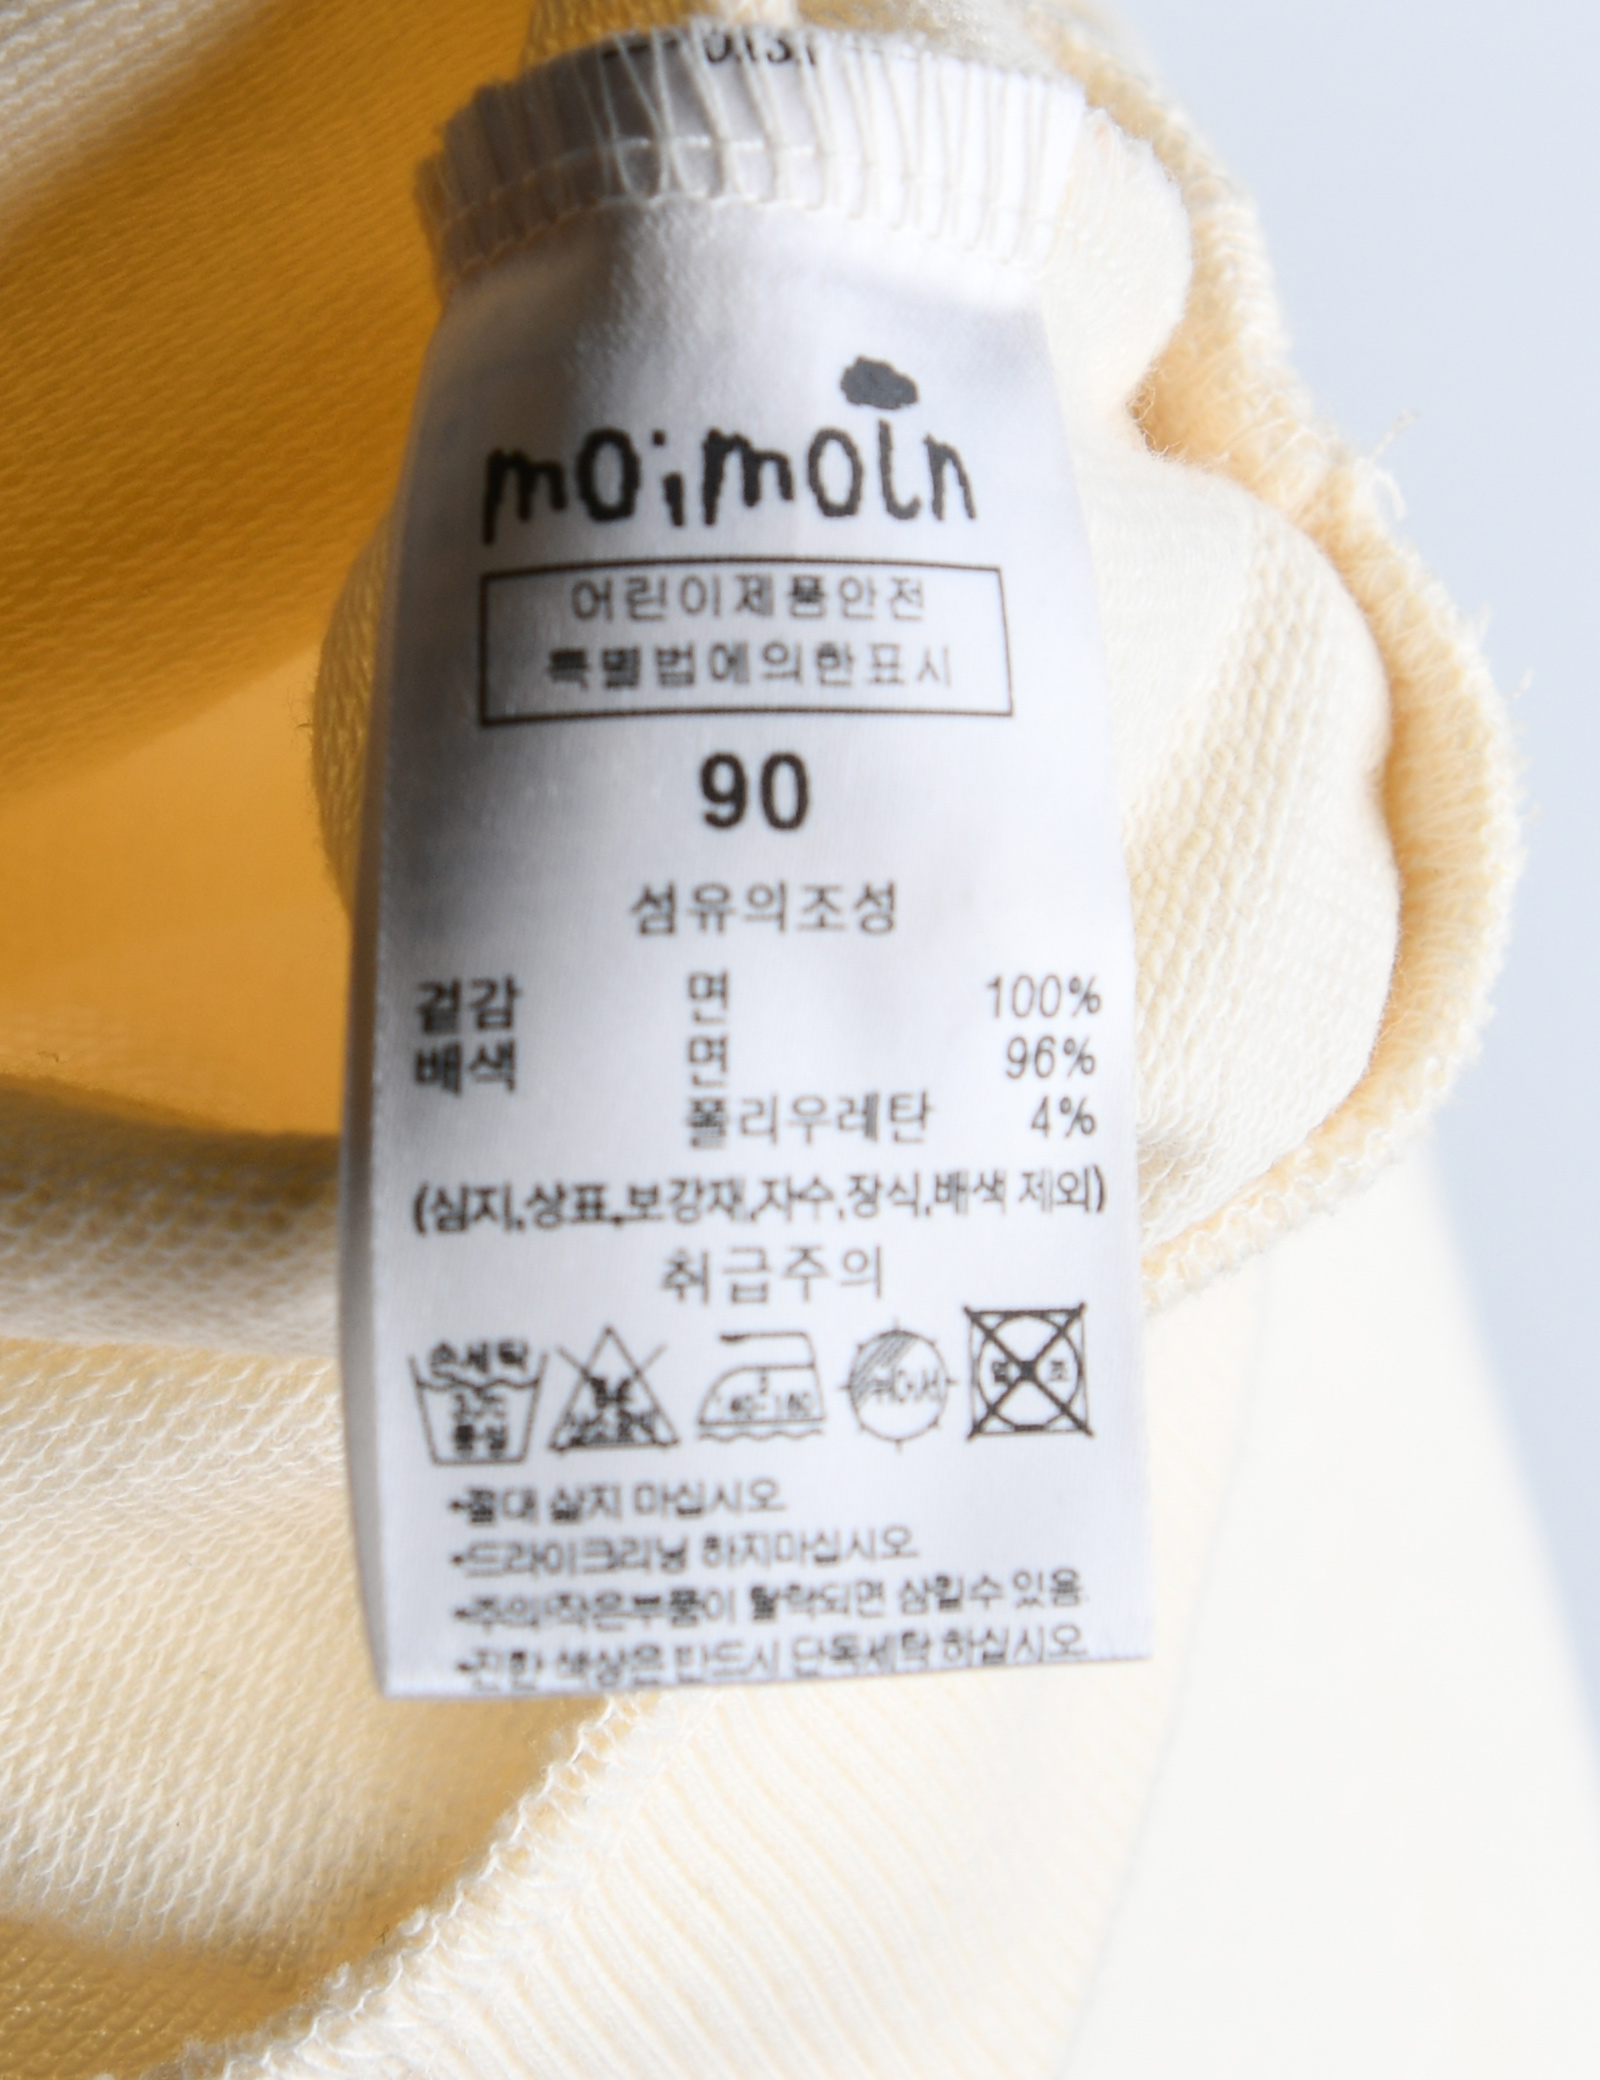 moimoln
어린이제품안전
특별법에의한표시
90
섬유의조성
겉감 면 100%
배색 면 96%
폴리우레탄 4%
(심지,상표,보강재,자수,장식,배색 제외)
취급주의
손세탁
중성
•절대 삶지 마십시오
•드라이크리닝 하지마십시오
•주의!작은부품이 탈락되면 삼킬수 있음.
•진한 색상은 반드시 단독세탁 하십시오.